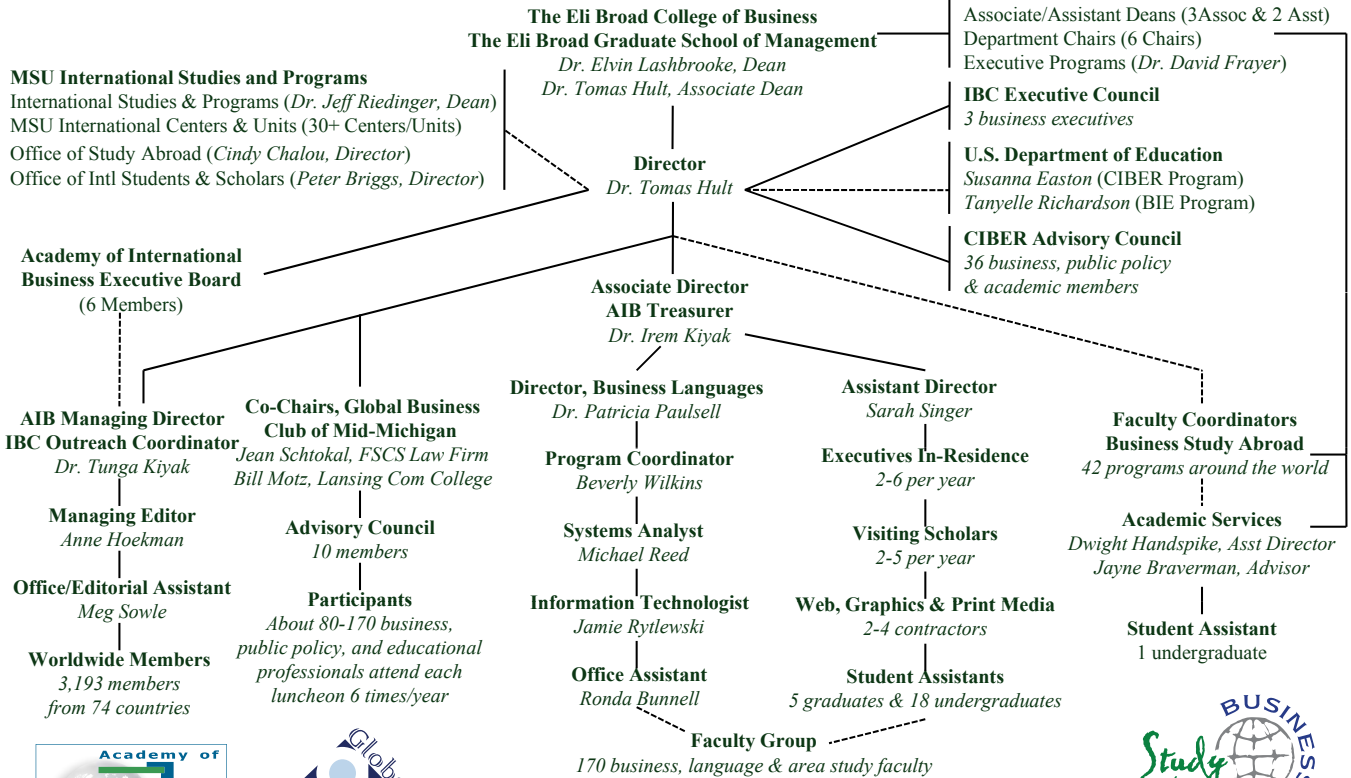 The Eli Broad College of Business
The Eli Broad Graduate School of Management
Dr. Elvin Lashbrooke, Dean
Dr. Tomas Hult, Associate Dean
Associate/Assistant Deans (3Assoc & 2 Asst)
Department Chairs (6 Chairs)
Executive Programs (Dr. David Frayer)
MSU International Studies and Programs
International Studies & Programs (Dr. Jeff Riedinger, Dean)
MSU International Centers & Units (30+ Centers/Units)
Office of Study Abroad (Cindy Chalou, Director)
Office of Intl Students & Scholars (Peter Briggs, Director)
IBC Executive Council
3 business executives
Director
Dr. Tomas Hult
U.S. Department of Education
Susanna Easton (CIBER Program)
Tanyelle Richardson (BIE Program)
CIBER Advisory Council
36 business, public policy
& academic members
Academy of International
Business Executive Board
(6 Members)
Associate Director
AIB Treasurer
Dr. Irem Kiyak
AIB Managing Director
IBC Outreach Coordinator
Dr. Tunga Kiyak
Managing Editor
Anne Hoekman
Office/Editorial Assistant
Meg Sowle
Worldwide Members
3,193 members
from 74 countries
Co-Chairs, Global Business
Club of Mid-Michigan
Jean Schtokal, FSCS Law Firm
Bill Motz, Lansing Com College
Advisory Council
10 members
Participants
About 80-170 business,
public policy, and educational
professionals attend each
luncheon 6 times/year
Director, Business Languages
Dr. Patricia Paulsell
Program Coordinator
Beverly Wilkins
Systems Analyst
Michael Reed
Information Technologist
Jamie Rytlewski
Office Assistant
Ronda Bunnell
Assistant Director
Sarah Singer
Executives In-Residence
2-6 per year
Visiting Scholars
2-5 per year
Web, Graphics & Print Media
2-4 contractors
Student Assistants
5 graduates & 18 undergraduates
Faculty Group
170 business, language & area study faculty
Faculty Coordinators
Business Study Abroad
42 programs around the world
Academic Services
Dwight Handspike, Asst Director
Jayne Braverman, Advisor
Student Assistant
1 undergraduate
Academy of
Glob
BUSINESS
Study